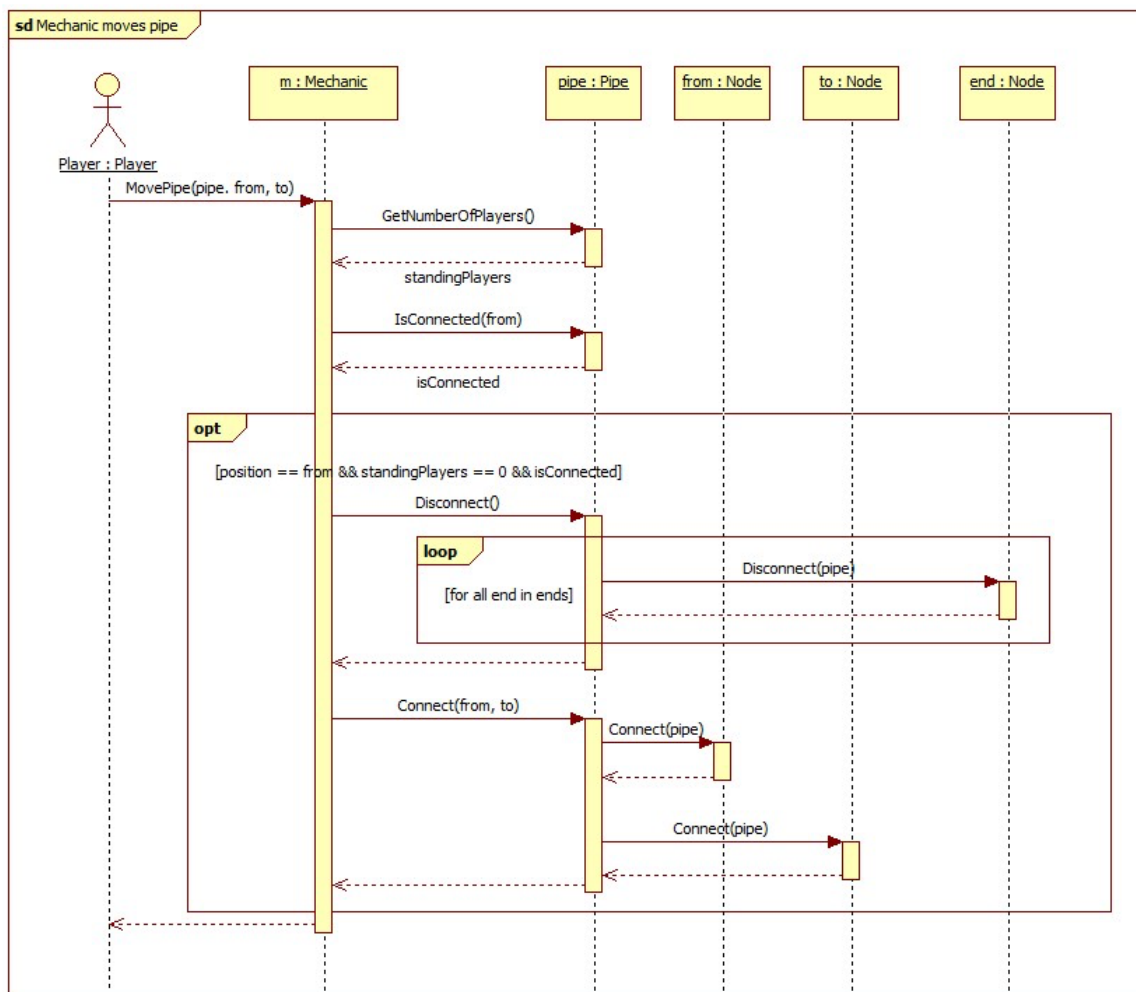 sd Mechanic moves pipe
m : Mechanic
pipe : Pipe
from : Node
to : Node
end : Node
Player : Player
MovePipe(pipe. from, to)
GetNumberOfPlayers()
standingPlayers
IsConnected(from)
isConnected
opt
[position == from && standingPlayers == 0 && isConnected]
Disconnect()
loop
Disconnect(pipe)
[for all end in ends]
Connect(from, to)
Connect(pipe)
Connect(pipe)